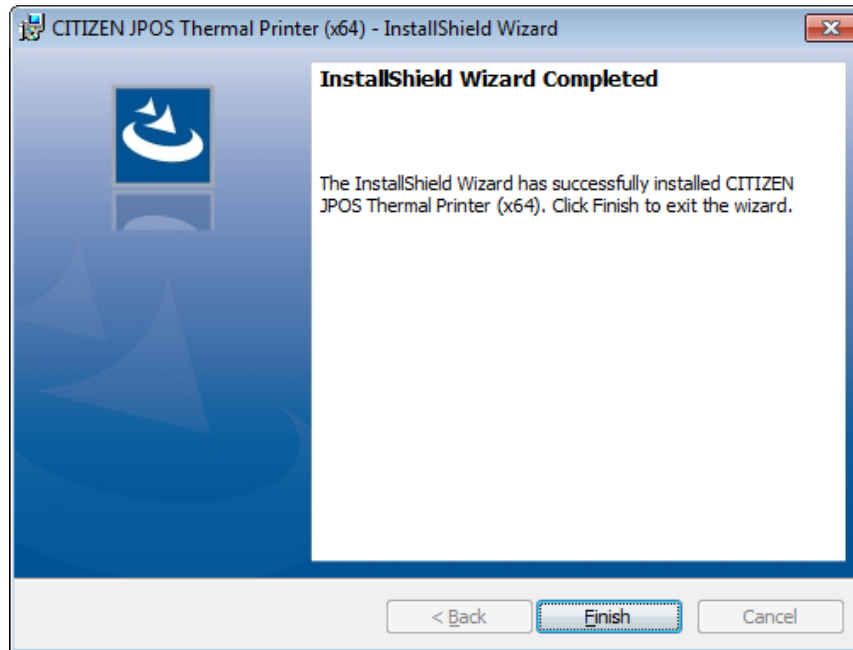 CITIZEN JPOS Thermal Printer (x64) - InstallShield Wizard
InstallShield Wizard Completed
The InstallShield Wizard has successfully installed CITIZEN
JPOS Thermal Printer (x64). Click Finish to exit the wizard.
< Back Finish Cancel